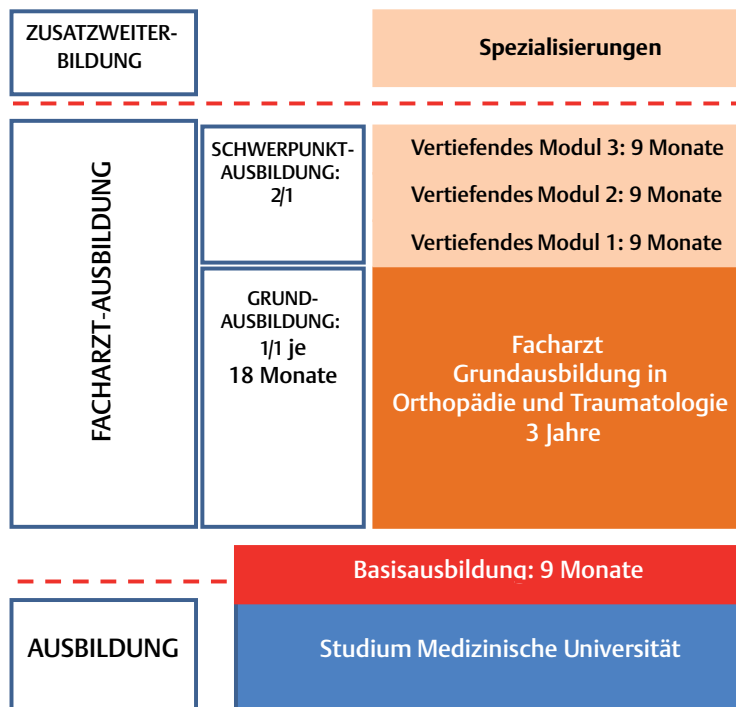 ZUSATZWEITER-
BILDUNG
Spezialisierungen
FACHARZT-AUSBILDUNG
SCHWERPUNKT-
AUSBILDUNG:
2/1
Vertiefendes Modul 3: 9 Monate
Vertiefendes Modul 2: 9 Monate
Vertiefendes Modul 1: 9 Monate
GRUND-
AUSBILDUNG:
1/1 je
18 Monate
Facharzt
Grundausbildung in
Orthopädie und Traumatologie
3 Jahre
Basisausbildung: 9 Monate
AUSBILDUNG
Studium Medizinische Universität